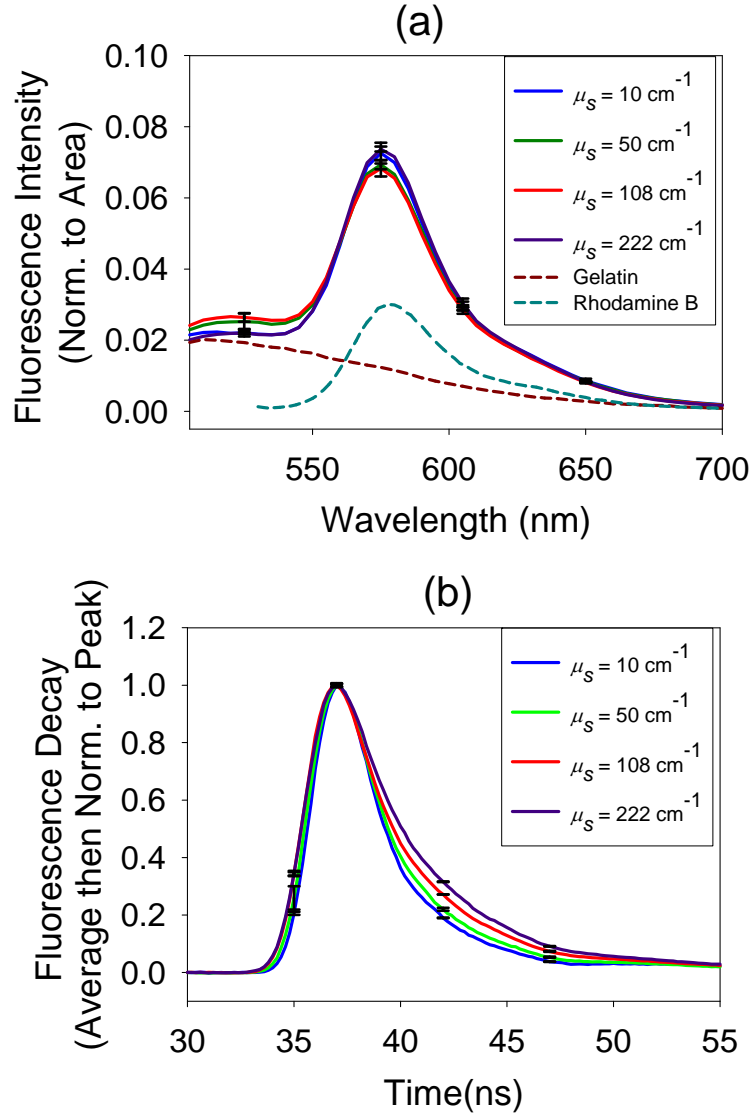 (a)
Fluorescence Intensity
(Norm. to Area)
0.10
0.08
0.06
0.04
0.02
0.00
μs = 10 cm-1
μs = 50 cm-1
μs = 108 cm-1
μs = 222 cm-1
Gelatin
Rhodamine B
550 600 650 700
Wavelength (nm)
(b)
Fluorescence Decay
(Average then Norm. to Peak)
1.2
1.0
0.8
0.6
0.4
0.2
0.0
μs = 10 cm-1
μs = 50 cm-1
μs = 108 cm-1
μs = 222 cm-1
30 35 40 45 50 55
Time(ns)